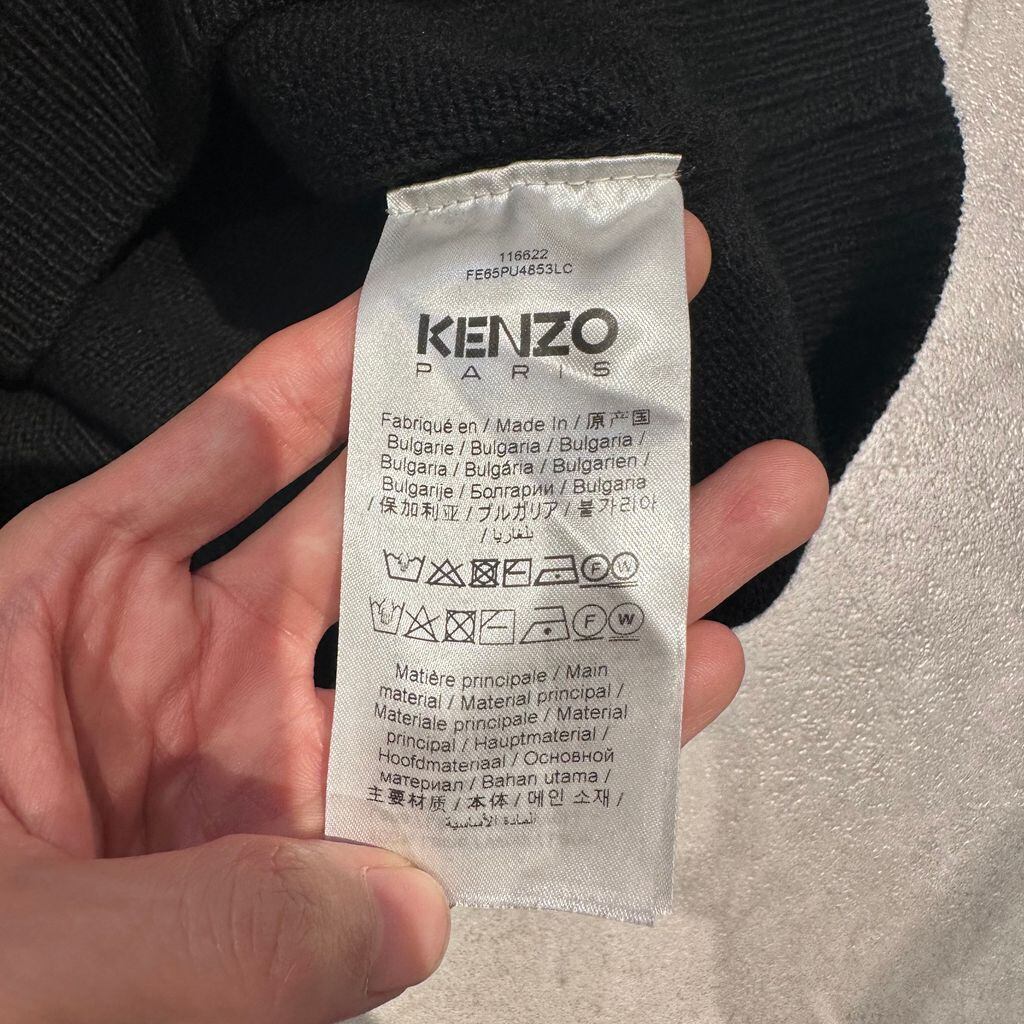 116622
FE65PU4853LC
KENZO
PARIS
Fabriqué en / Made In / 原产国
Bulgarie / Bulgaria / Bulgaria /
Bulgaria / Bulgária / Bulgarien /
Bulgarije / Болгарии / Bulgaria
/ 保加利亚 / ブルガリア / 불가리아
/ بلغاريا
F W
F W
Matière principale / Main
material / Material principal /
Materiale principale / Material
principal / Hauptmaterial /
Hoofdmateriaal / Основной
материал / Bahan utama /
主要材质 / 本体 / 메인 소재 /
المادة الأساسية